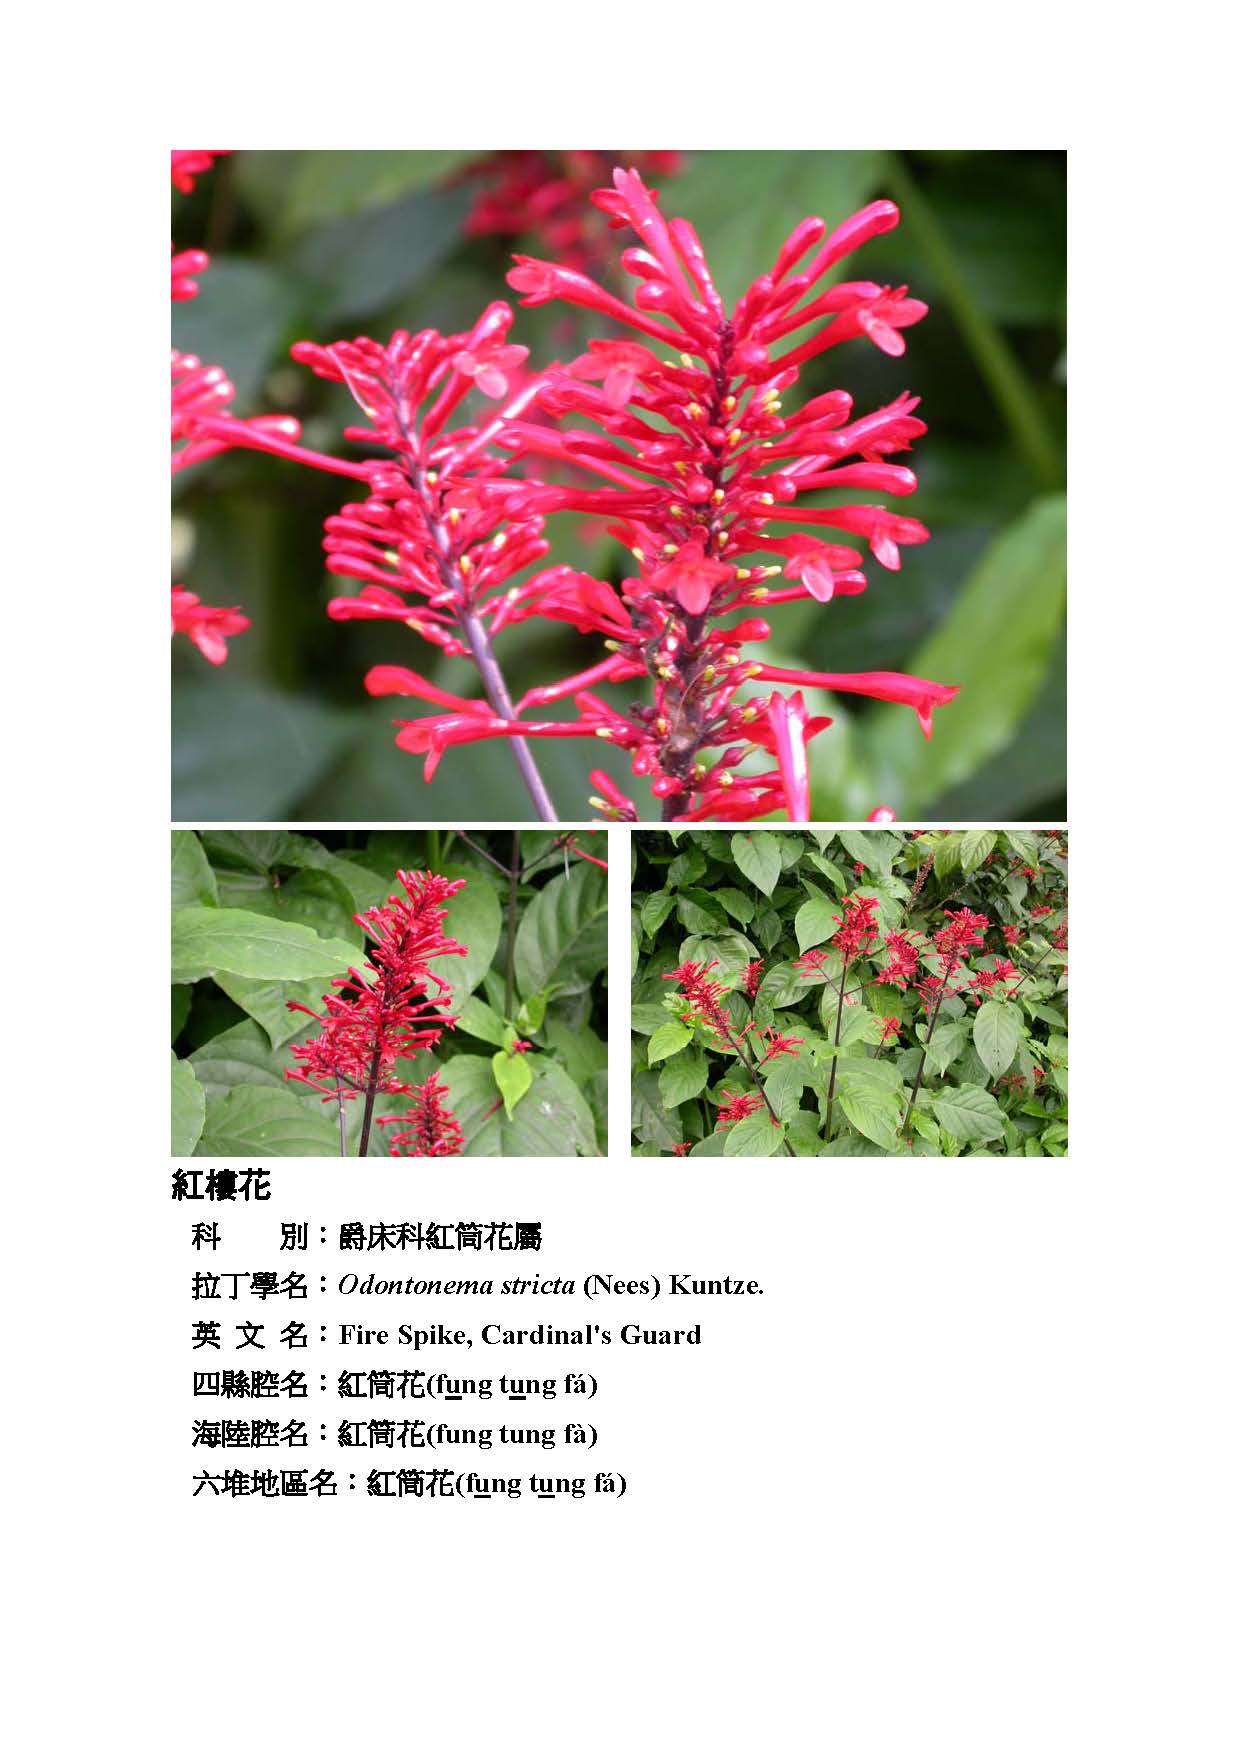 紅樓花
科　　別：爵床科紅筒花屬
拉丁學名：Odontonema stricta (Nees) Kuntze.
英 文 名：Fire Spike, Cardinal's Guard
四縣腔名：紅筒花(fung tung fá)
海陸腔名：紅筒花(fung tung fà)
六堆地區名：紅筒花(fung tung fá)